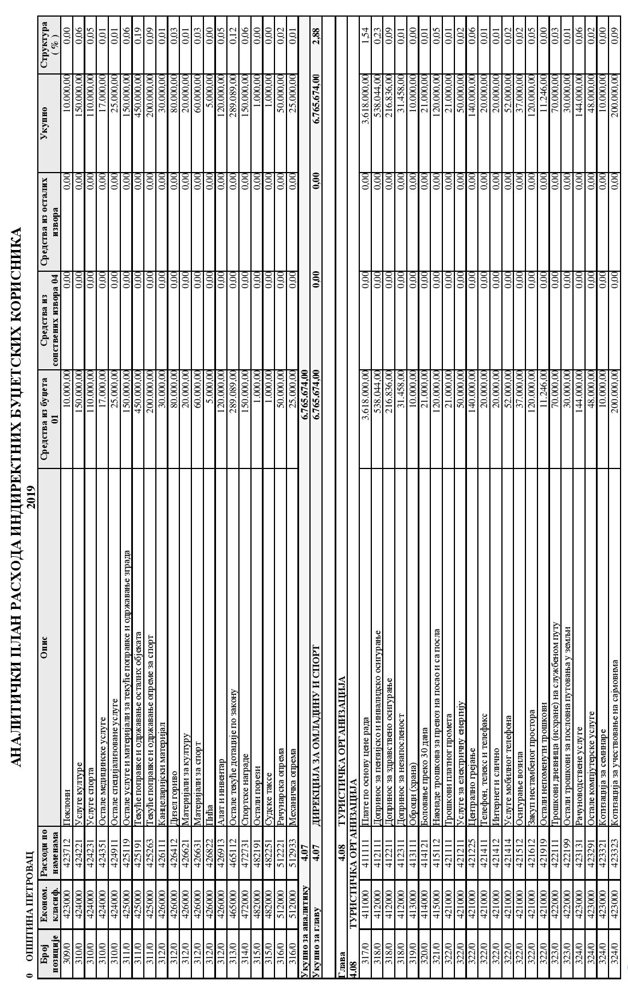 АНАЛИТИЧКИ ПЛАН РАСХОДА ИНДИРЕКТНИХ БУЏЕТСКИХ КОРИСНИКА
2019
0 ОПШТИНА ПЕТРОВАЦ
Број позиције Економ. класиф. Расходи по наменама Опис Средства из буџета 01 Средства из сопствених извора 04 Средства из осталих извора Укупно Структура ( % )
309/0 423000 423712 Поклони 10.000,00 0,00 0,00 10.000,00 0,00
310/0 424000 424221 Услуге културе 150.000,00 0,00 0,00 150.000,00 0,06
310/0 424000 424231 Услуге спорта 110.000,00 0,00 0,00 110.000,00 0,05
310/0 424000 424351 Остале медицинске услуге 17.000,00 0,00 0,00 17.000,00 0,01
310/0 424000 424911 Остале специјализоване услуге 25.000,00 0,00 0,00 25.000,00 0,01
311/0 425000 425119 Остале услуге и материјали за текуће поправке и одржавање зграда 150.000,00 0,00 0,00 150.000,00 0,06
311/0 425000 425191 Текуће поправке и одржавање осталих објеката 450.000,00 0,00 0,00 450.000,00 0,19
311/0 425000 425263 Текуће поправке и одржавање опреме за спорт 200.000,00 0,00 0,00 200.000,00 0,09
312/0 426000 426111 Канцеларијски материјал 30.000,00 0,00 0,00 30.000,00 0,01
312/0 426000 426412 Дизел гориво 80.000,00 0,00 0,00 80.000,00 0,03
312/0 426000 426621 Материјали за културу 20.000,00 0,00 0,00 20.000,00 0,01
312/0 426000 426631 Материјали за спорт 60.000,00 0,00 0,00 60.000,00 0,03
312/0 426000 426822 Пића 5.000,00 0,00 0,00 5.000,00 0,00
312/0 426000 426913 Алат и инвентар 120.000,00 0,00 0,00 120.000,00 0,05
313/0 465000 465112 Остале текуће дотације по закону 289.089,00 0,00 0,00 289.089,00 0,12
314/0 472000 472731 Спортске награде 150.000,00 0,00 0,00 150.000,00 0,06
315/0 482000 482191 Остали порези 1.000,00 0,00 0,00 1.000,00 0,00
315/0 482000 482251 Судске таксе 1.000,00 0,00 0,00 1.000,00 0,00
316/0 512000 512221 Рачунарска опрема 50.000,00 0,00 0,00 50.000,00 0,02
316/0 512000 512933 Механичка опрема 25.000,00 0,00 0,00 25.000,00 0,01
Укупно за аналитику 4.07 6.765.674,00
Укупно за главу 4.07 ДИРЕКЦИЈА ЗА ОМЛАДИНУ И СПОРТ 6.765.674,00 0,00 0,00 6.765.674,00 2,88
Глава 4.08 ТУРИСТИЧКА ОРГАНИЗАЦИЈА
4.08 ТУРИСТИЧКА ОРГАНИЗАЦИЈА
317/0 411000 411111 Плате по основу цене рада 3.618.000,00 0,00 0,00 3.618.000,00 1,54
318/0 412000 412111 Допринос за пензијско и инвалидско осигурање 538.044,00 0,00 0,00 538.044,00 0,23
318/0 412000 412211 Допринос за здравствено осигурање 216.836,00 0,00 0,00 216.836,00 0,09
318/0 412000 412311 Допринос за незапосленост 31.458,00 0,00 0,00 31.458,00 0,01
319/0 413000 413111 Оброци (храна) 10.000,00 0,00 0,00 10.000,00 0,00
320/0 414000 414121 Боловање преко 30 дана 21.000,00 0,00 0,00 21.000,00 0,01
321/0 415000 415112 Накнаде трошкова за превоз на посао и са посла 120.000,00 0,00 0,00 120.000,00 0,05
322/0 421000 421111 Трошкови платног промета 21.000,00 0,00 0,00 21.000,00 0,01
322/0 421000 421211 Услуге за електричну енергију 50.000,00 0,00 0,00 50.000,00 0,02
322/0 421000 421225 Централно грејање 140.000,00 0,00 0,00 140.000,00 0,06
322/0 421000 421411 Телефон, телекс и телефакс 20.000,00 0,00 0,00 20.000,00 0,01
322/0 421000 421412 Интернет и слично 20.000,00 0,00 0,00 20.000,00 0,01
322/0 421000 421414 Услуге мобилног телефона 52.000,00 0,00 0,00 52.000,00 0,02
322/0 421000 421512 Осигурање возила 37.000,00 0,00 0,00 37.000,00 0,02
322/0 421000 421612 Закуп нестамбеног простора 120.000,00 0,00 0,00 120.000,00 0,05
322/0 421000 421919 Остали непоменути трошкови 11.246,00 0,00 0,00 11.246,00 0,00
323/0 422000 422111 Трошкови дневница (исхране) на службеном путу 70.000,00 0,00 0,00 70.000,00 0,03
323/0 422000 422199 Остали трошкови за пословна путовања у земљи 30.000,00 0,00 0,00 30.000,00 0,01
324/0 423000 423131 Рачуноводствене услуге 144.000,00 0,00 0,00 144.000,00 0,06
324/0 423000 423291 Остале компјутерске услуге 48.000,00 0,00 0,00 48.000,00 0,02
324/0 423000 423321 Котизација за семинаре 10.000,00 0,00 0,00 10.000,00 0,00
324/0 423000 423323 Котизација за учествовање на сајмовима 200.000,00 0,00 0,00 200.000,00 0,09